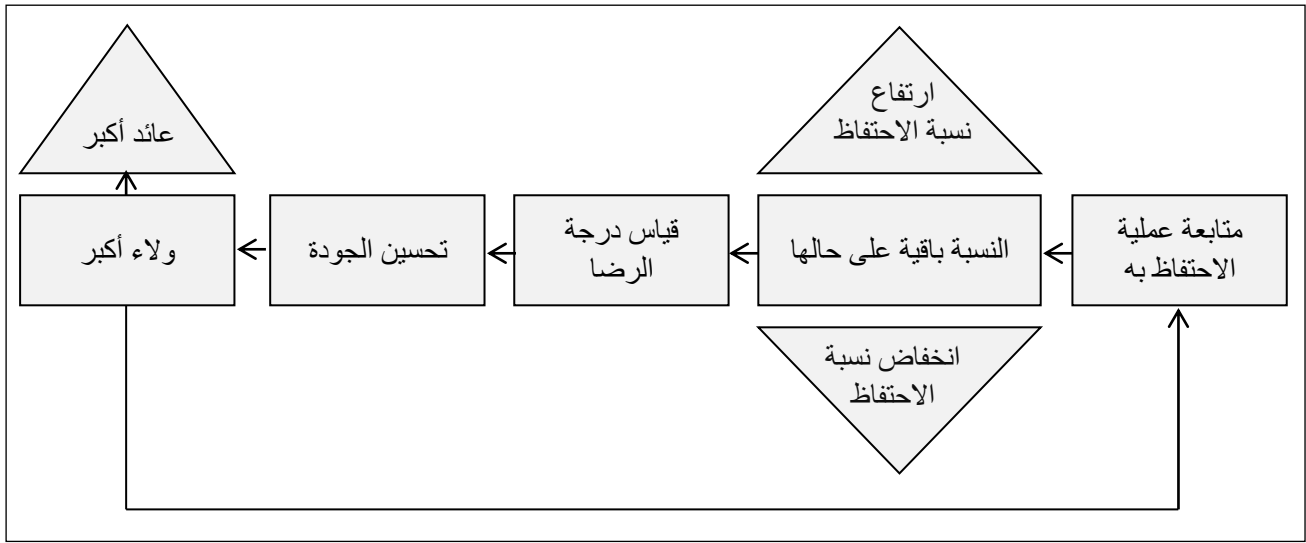 متابعة عملية
الاحتفاظ به
ارتفاع
نسبة الاحتفاظ
النسبة باقية على حالها
انخفاض نسبة
الاحتفاظ
قياس درجة
الرضا
تحسين الجودة
ولاء أكبر
عائد أكبر